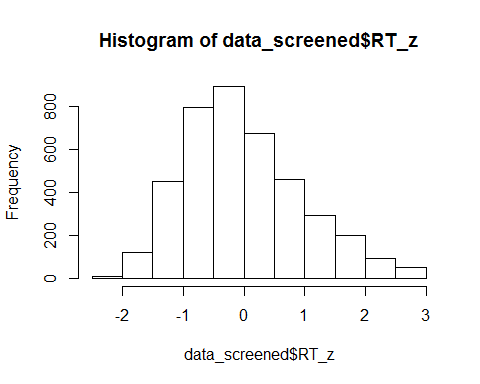 Histogram of data_screened$RT_z
Frequency
800
600
400
200
0
-2 -1 0 1 2 3
data_screened$RT_z